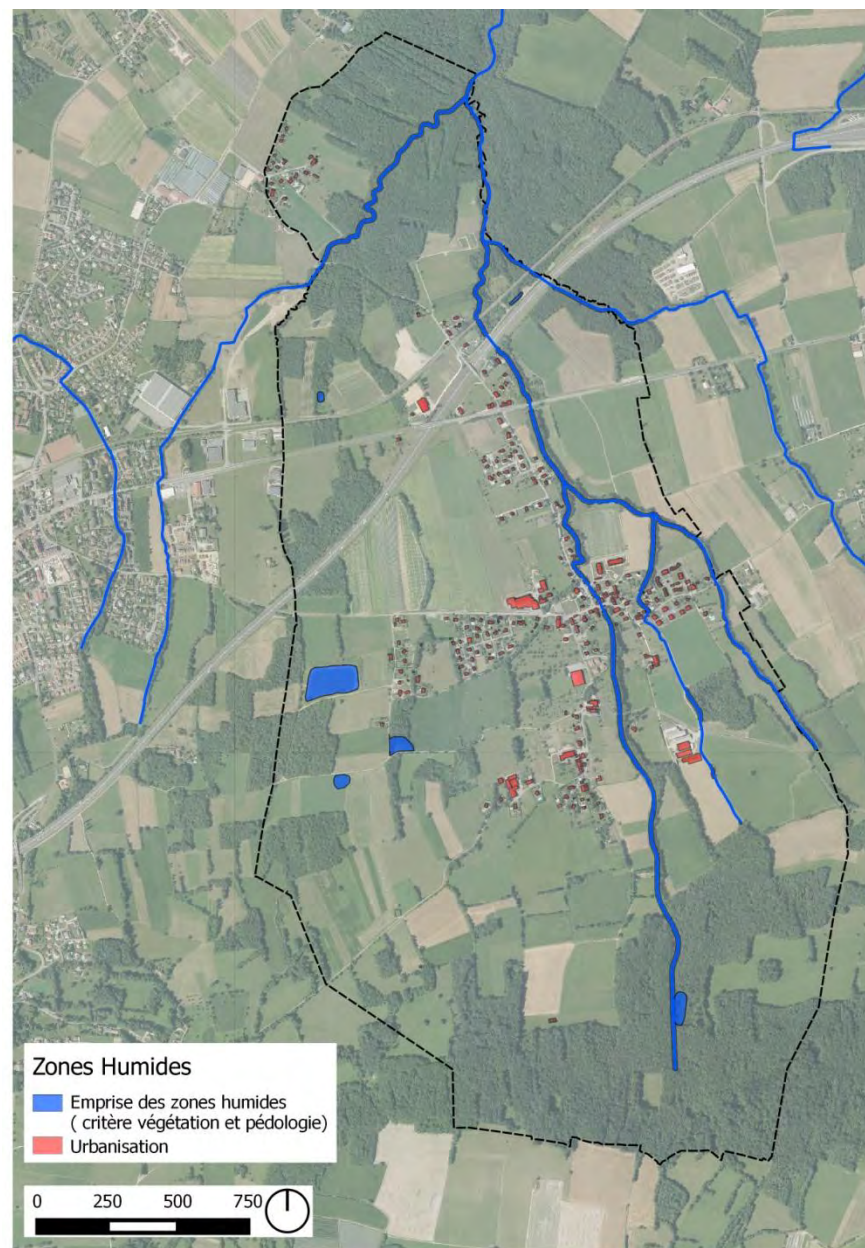 Zones Humides
Emprise des zones humides
( critère végétation et pédologie)
Urbanisation
0 250 500 750